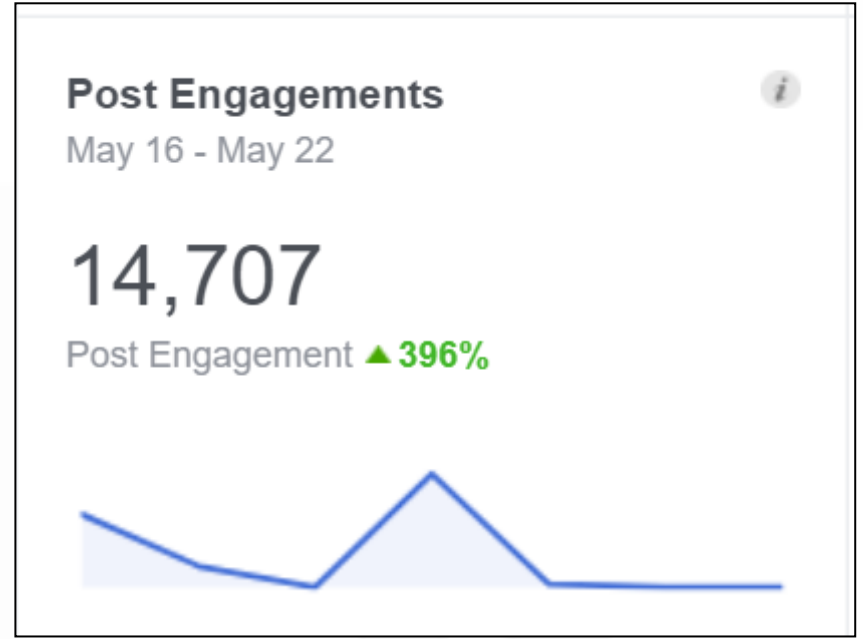 Post Engagements
i
May 16 - May 22
14,707
Post Engagement ▲ 396%